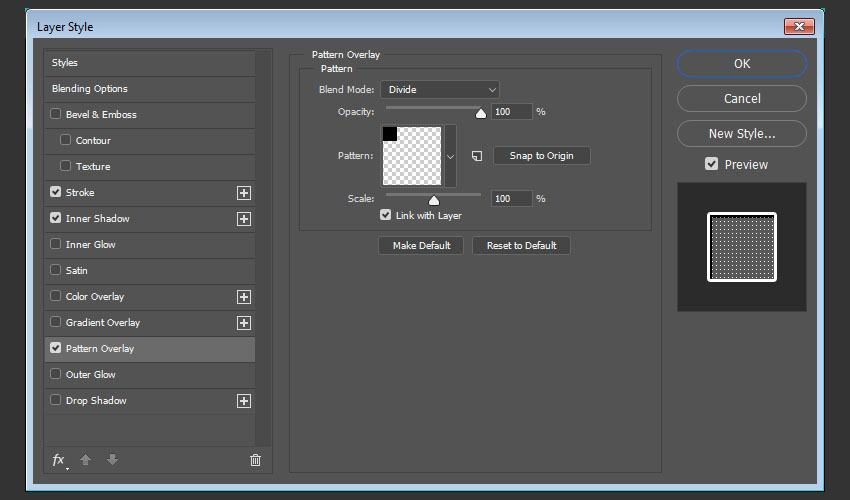 Layer Style
Styles
Blending Options
Bevel & Emboss
Contour
Texture
Stroke
Inner Shadow
Inner Glow
Satin
Color Overlay
Gradient Overlay
Pattern Overlay
Outer Glow
Drop Shadow
fx
Pattern Overlay
Pattern
Blend Mode: Divide
Opacity: 100 %
Pattern: Snap to Origin
Scale: 100 %
Link with Layer
Make Default Reset to Default
OK
Cancel
New Style...
Preview